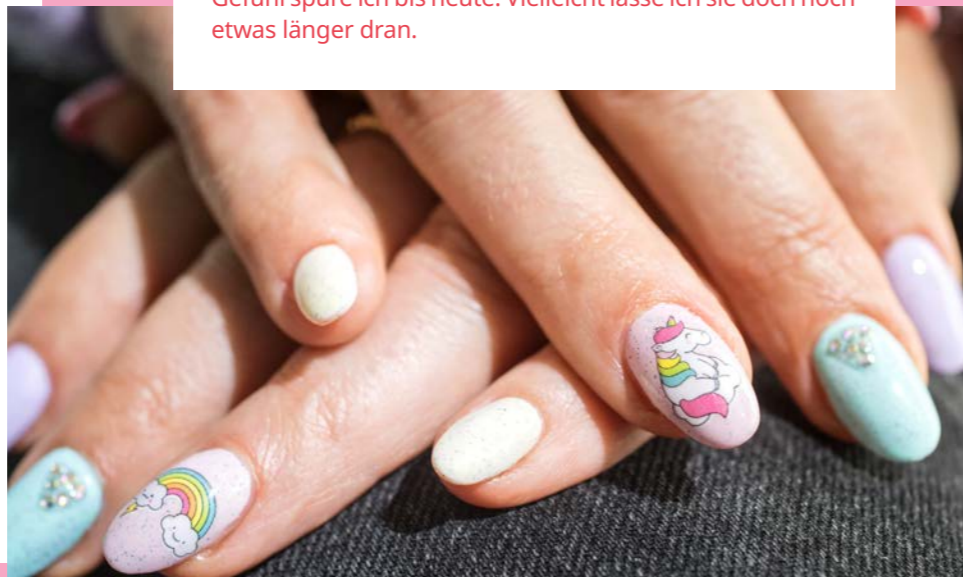 Gefühl spüre ich bis heute. Vielleicht lasse ich sie doch noch
etwas länger dran.